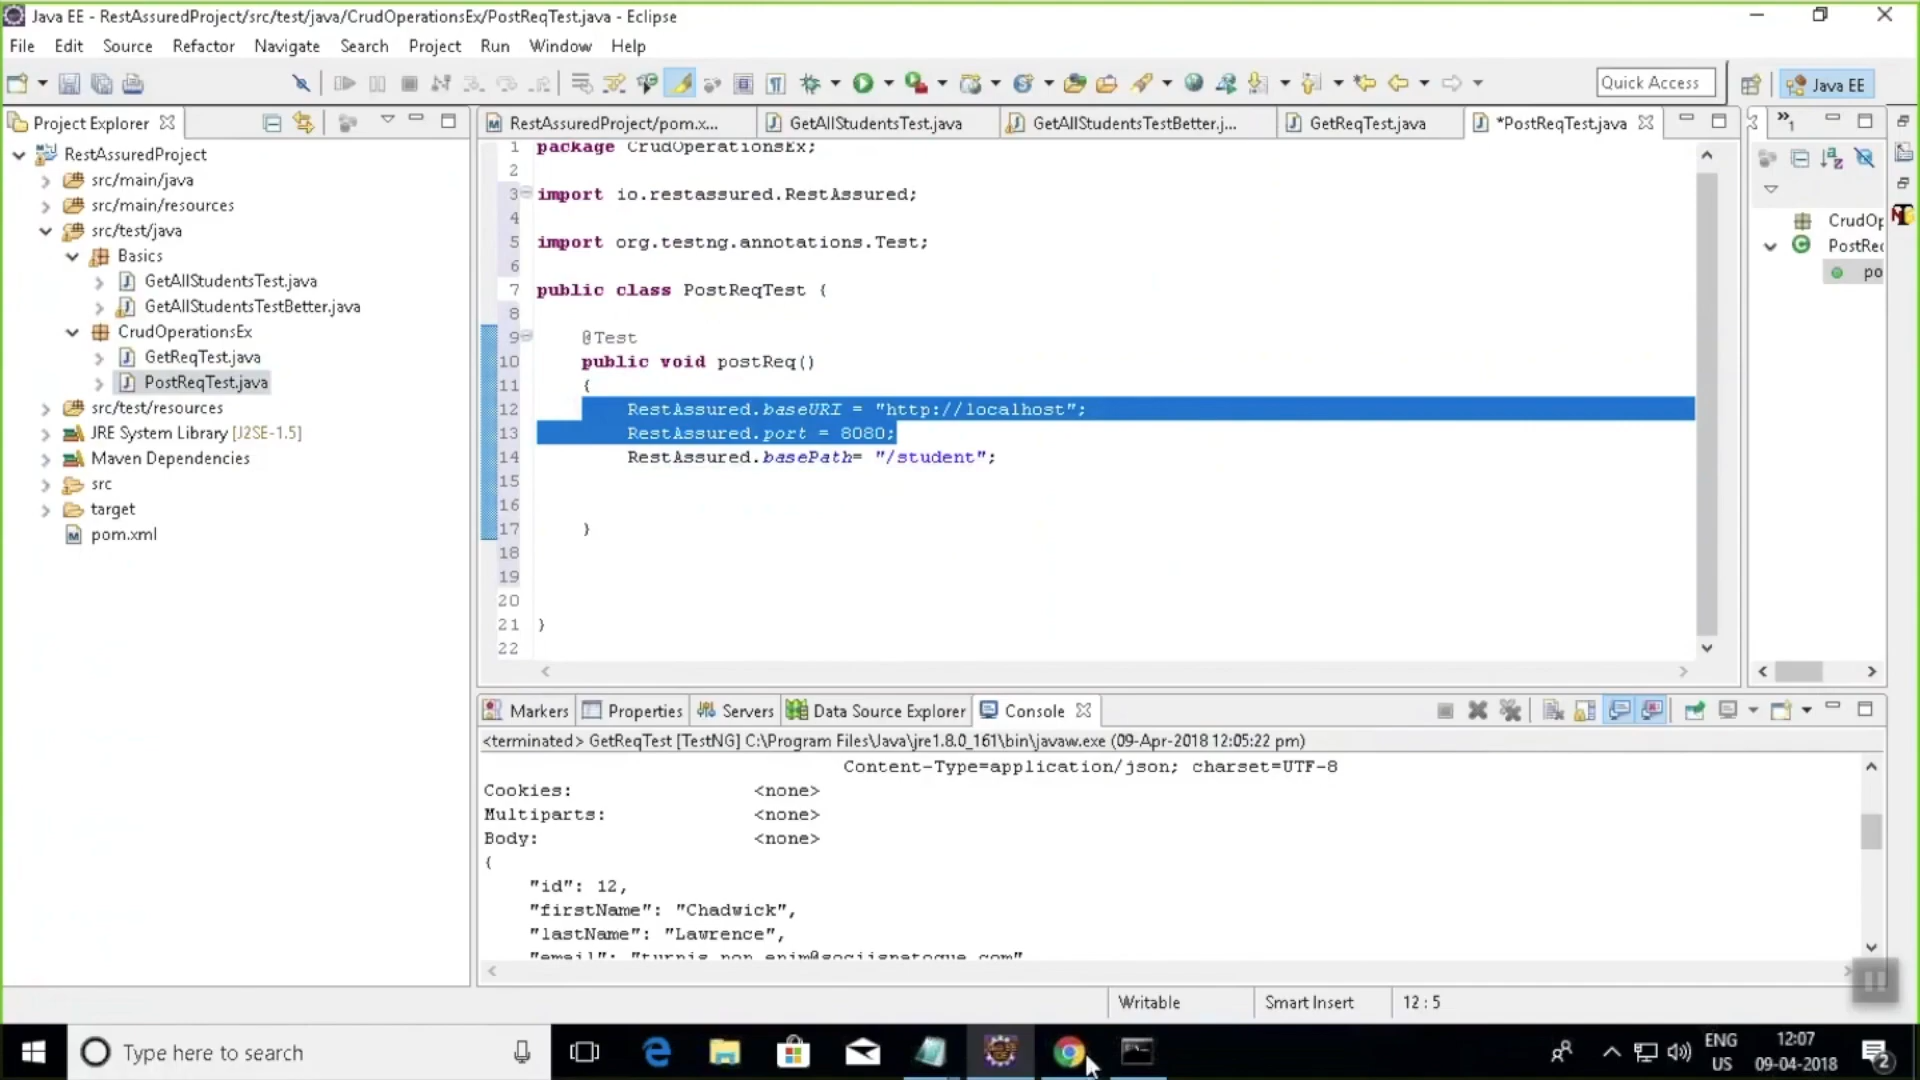 Java EE - RestAssuredProject/src/test/java/CrudOperationsEx/PostReqTest.java - Eclipse
File Edit Source Refactor Navigate Search Project Run Window Help
Quick Access
Java EE
Project Explorer
RestAssuredProject
src/main/java
src/main/resources
src/test/java
Basics
GetAllStudentsTest.java
GetAllStudentsTestBetter.java
CrudOperationsEx
GetReqTest.java
PostReqTest.java
src/test/resources
JRE System Library [J2SE-1.5]
Maven Dependencies
src
target
pom.xml
RestAssuredProject/pom.x... GetAllStudentsTest.java GetAllStudentsTestBetter.j... GetReqTest.java *PostReqTest.java
1 package CrudOperationsEx;
2
3 import io.restassured.RestAssured;
4
5 import org.testng.annotations.Test;
6
7 public class PostReqTest {
8
9 @Test
10 public void postReq()
11 {
12 RestAssured.baseURI = "http://localhost";
13 RestAssured.port = 8080;
14 RestAssured.basePath= "/student";
15
16
17 }
18
19
20
21 }
22
»1
CrudOp
PostRec
po
Markers Properties Servers Data Source Explorer Console
<terminated> GetReqTest [TestNG] C:\Program Files\Java\jre1.8.0_161\bin\javaw.exe (09-Apr-2018 12:05:22 pm)
Content-Type=application/json; charset=UTF-8
Cookies: <none>
Multiparts: <none>
Body: <none>
{
"id": 12,
"firstName": "Chadwick",
"lastName": "Lawrence",
"email": "turpis.non.enim@sociisnatoque.com"
Writable Smart Insert 12 : 5
Type here to search
ENG
US
12:07
09-04-2018
2